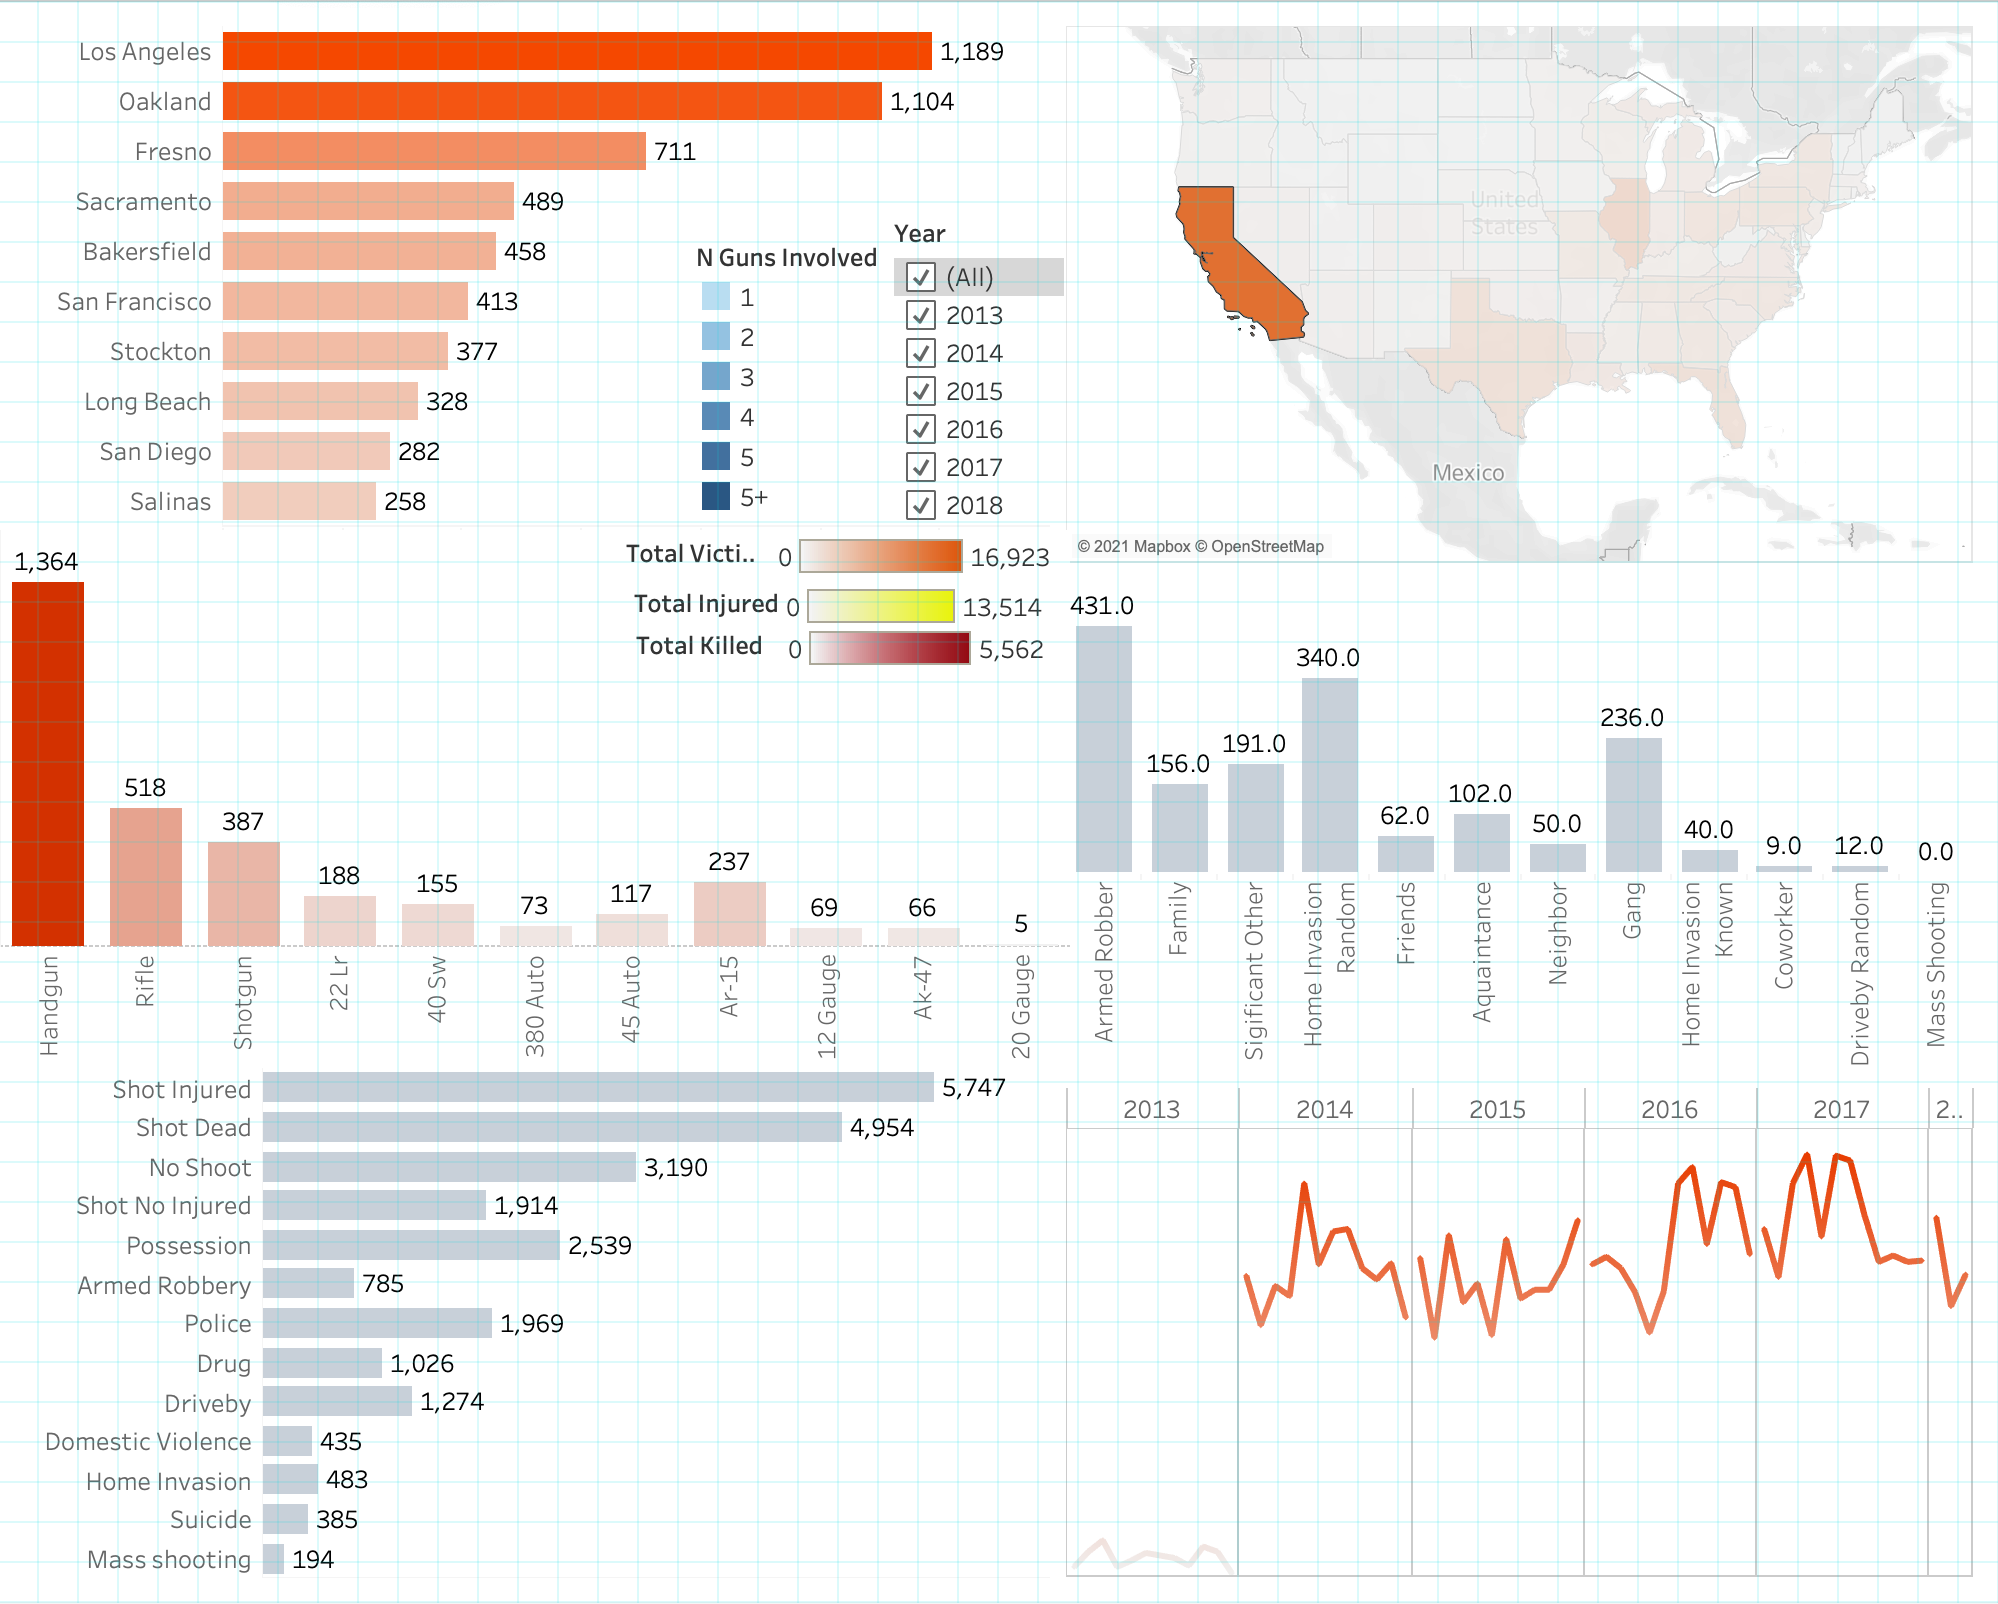 Los Angeles 1,189
Oakland 1,104
Fresno 711
Sacramento 489
Bakersfield 458
San Francisco 413
Stockton 377
Long Beach 328
San Diego 282
Salinas 258
N Guns Involved
1
2
3
4
5
5+
Year
(All)
2013
2014
2015
2016
2017
2018
United
States
Mexico
© 2021 Mapbox © OpenStreetMap
Total Victi.. 0 16,923
Total Injured 0 13,514
Total Killed 0 5,562
1,364
518
387
188
155
73
117
237
69
66
5
Handgun
Rifle
Shotgun
22 Lr
40 Sw
380 Auto
45 Auto
Ar-15
12 Gauge
Ak-47
20 Gauge
431.0
156.0
191.0
340.0
62.0
102.0
50.0
236.0
40.0
9.0
12.0
0.0
Armed Robber
Family
Sigificant Other
Home Invasion
Random
Friends
Aquaintance
Neighbor
Gang
Home Invasion
Known
Coworker
Driveby Random
Mass Shooting
Shot Injured 5,747
Shot Dead 4,954
No Shoot 3,190
Shot No Injured 1,914
Possession 2,539
Armed Robbery 785
Police 1,969
Drug 1,026
Driveby 1,274
Domestic Violence 435
Home Invasion 483
Suicide 385
Mass shooting 194
2013 2014 2015 2016 2017 2..